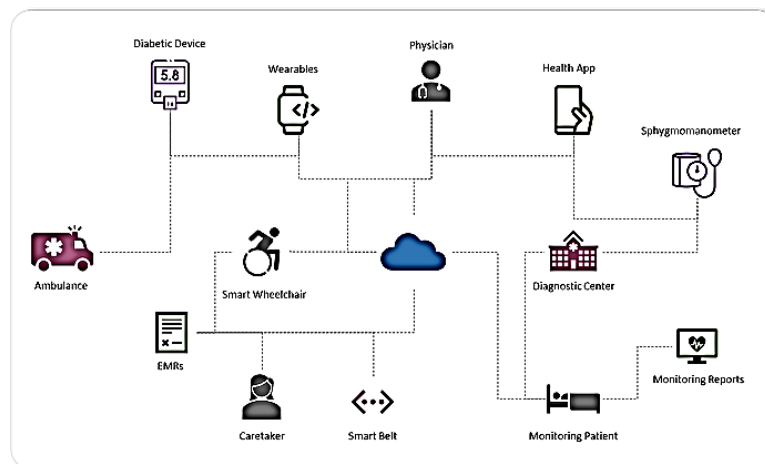 Diabetic Device
Wearables
Physician
Health App
Sphygmomanometer
5.8
</>
Ambulance
Smart Wheelchair
Diagnostic Center
EMRs
Monitoring Reports
Caretaker
Smart Belt
Monitoring Patient